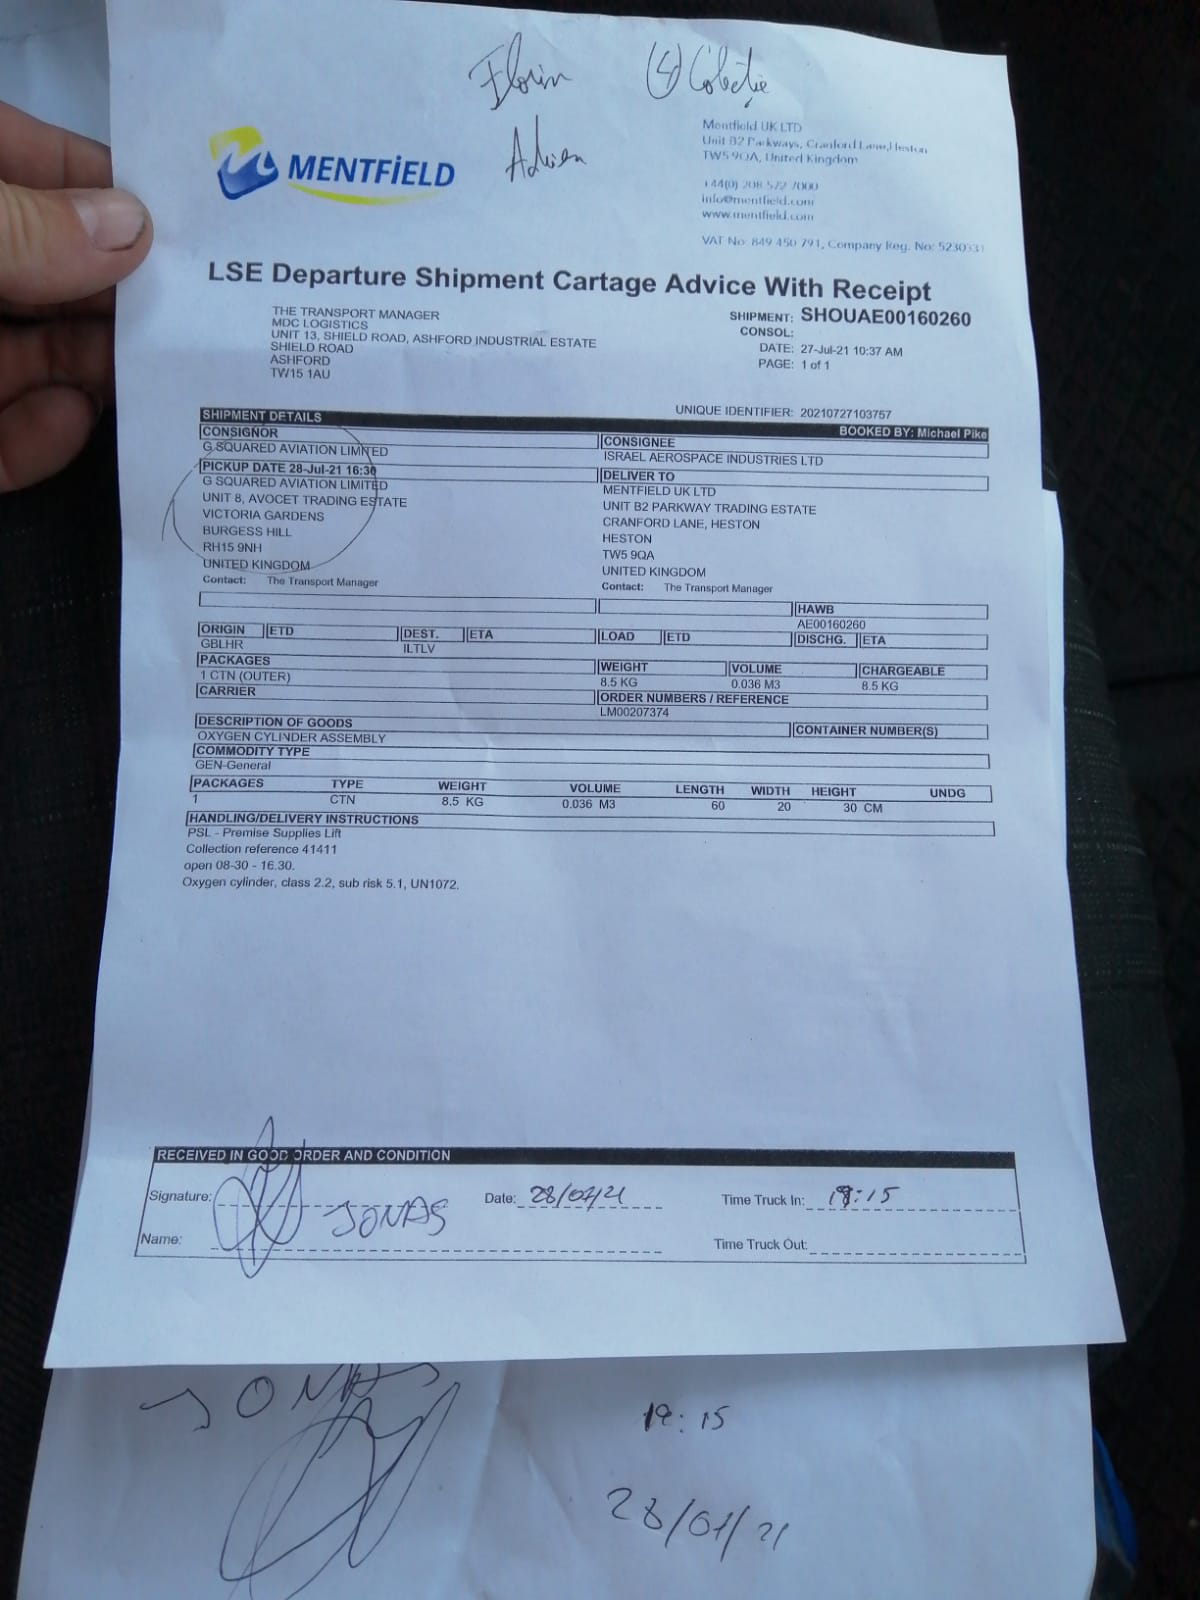 Florin (4) Colectie
Adrien
MENTFiELD
Mentfield UK LTD
Unit B2 Parkways, Cranford Lane, Heston
TW5 9QA, United Kingdom
+44(0) 208 572 7000
info@mentfield.com
www.mentfield.com
VAT No: 849 450 791, Company Reg. No: 5230331
LSE Departure Shipment Cartage Advice With Receipt
THE TRANSPORT MANAGER
MDC LOGISTICS
UNIT 13, SHIELD ROAD, ASHFORD INDUSTRIAL ESTATE
SHIELD ROAD
ASHFORD
TW15 1AU
SHIPMENT: SHOUAE00160260
CONSOL:
DATE: 27-Jul-21 10:37 AM
PAGE: 1 of 1
UNIQUE IDENTIFIER: 20210727103757
SHIPMENT DETAILS BOOKED BY: Michael Pike
CONSIGNOR
G SQUARED AVIATION LIMITED
PICKUP DATE 28-Jul-21 16:30
G SQUARED AVIATION LIMITED
UNIT 8, AVOCET TRADING ESTATE
VICTORIA GARDENS
BURGESS HILL
RH15 9NH
UNITED KINGDOM
Contact: The Transport Manager
CONSIGNEE
ISRAEL AEROSPACE INDUSTRIES LTD
DELIVER TO
MENTFIELD UK LTD
UNIT B2 PARKWAY TRADING ESTATE
CRANFORD LANE, HESTON
HESTON
TW5 9QA
UNITED KINGDOM
Contact: The Transport Manager
HAWB
AE00160260
ORIGIN ETD DEST. ETA LOAD ETD DISCHG. ETA
GBLHR ILTLV
PACKAGES WEIGHT VOLUME CHARGEABLE
1 CTN (OUTER) 8.5 KG 0.036 M3 8.5 KG
CARRIER ORDER NUMBERS / REFERENCE
LM00207374
DESCRIPTION OF GOODS CONTAINER NUMBER(S)
OXYGEN CYLINDER ASSEMBLY
COMMODITY TYPE
GEN-General
PACKAGES TYPE WEIGHT VOLUME LENGTH WIDTH HEIGHT UNDG
1 CTN 8.5 KG 0.036 M3 60 20 30 CM
HANDLING/DELIVERY INSTRUCTIONS
PSL - Premise Supplies Lift
Collection reference 41411
open 08-30 - 16.30.
Oxygen cylinder, class 2.2, sub risk 5.1, UN1072.
RECEIVED IN GOOD ORDER AND CONDITION
Signature: JONAS Date: 28/07/21 Time Truck In: 19:15
Name: Time Truck Out:
JONAS 19:15
28/07/21